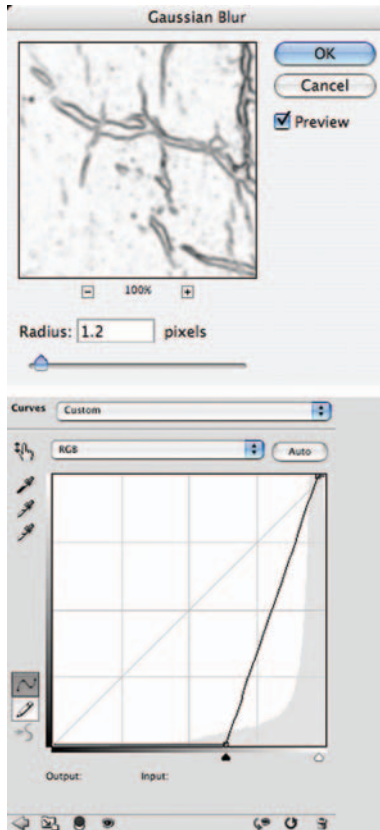 Gaussian Blur
OK
Cancel
Preview
100%
Radius: 1.2 pixels
Curves Custom
RGB Auto
Output: Input: